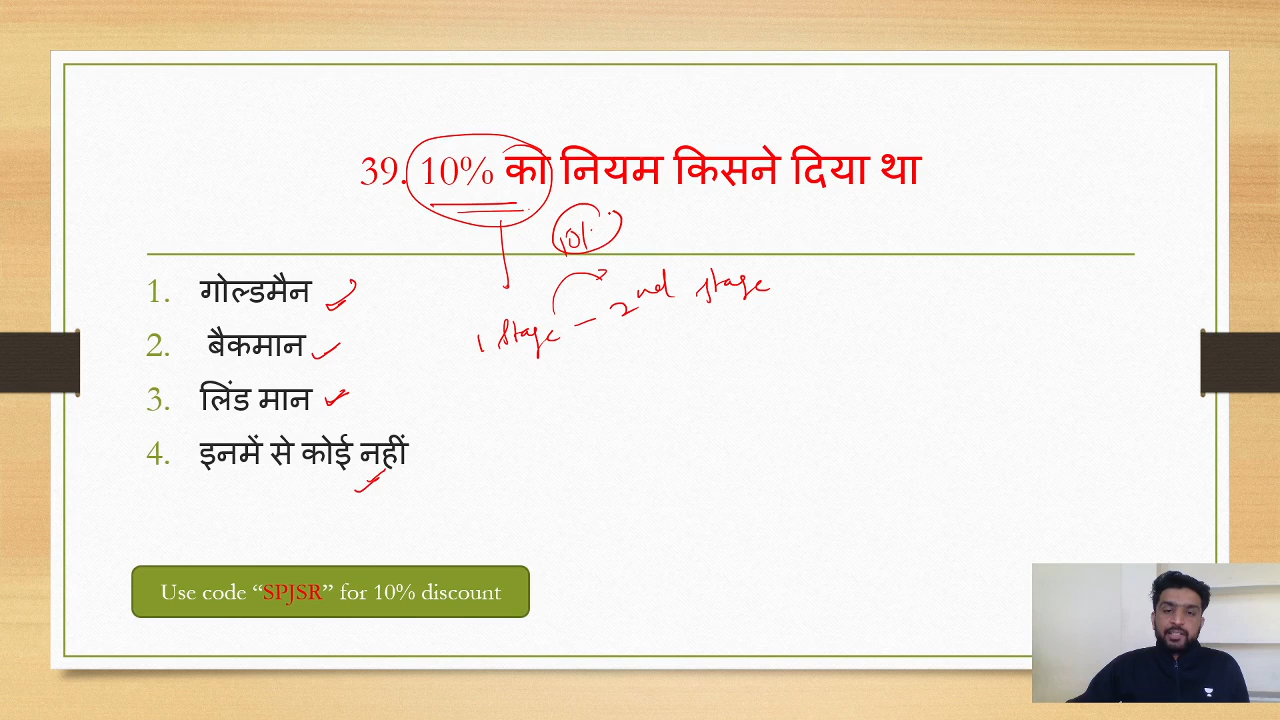 39. 10% का नियम किसने दिया था
10%
1 stage – 2nd stage
1. गोल्डमैन
2. बैकमान
3. लिंड मान
4. इनमें से कोई नहीं
Use code “SPJSR” for 10% discount